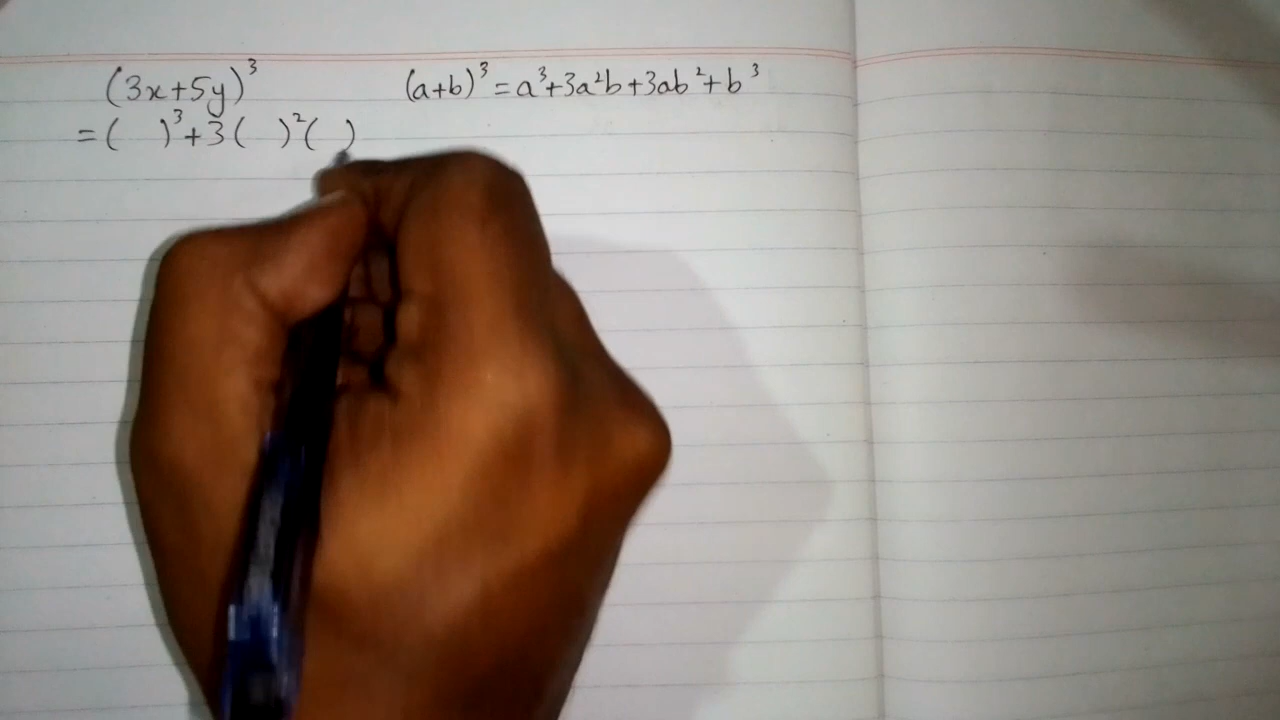 (3x+5y)³ (a+b)³ = a³+3a²b+3ab²+b³
= ( )³+3( )²( )